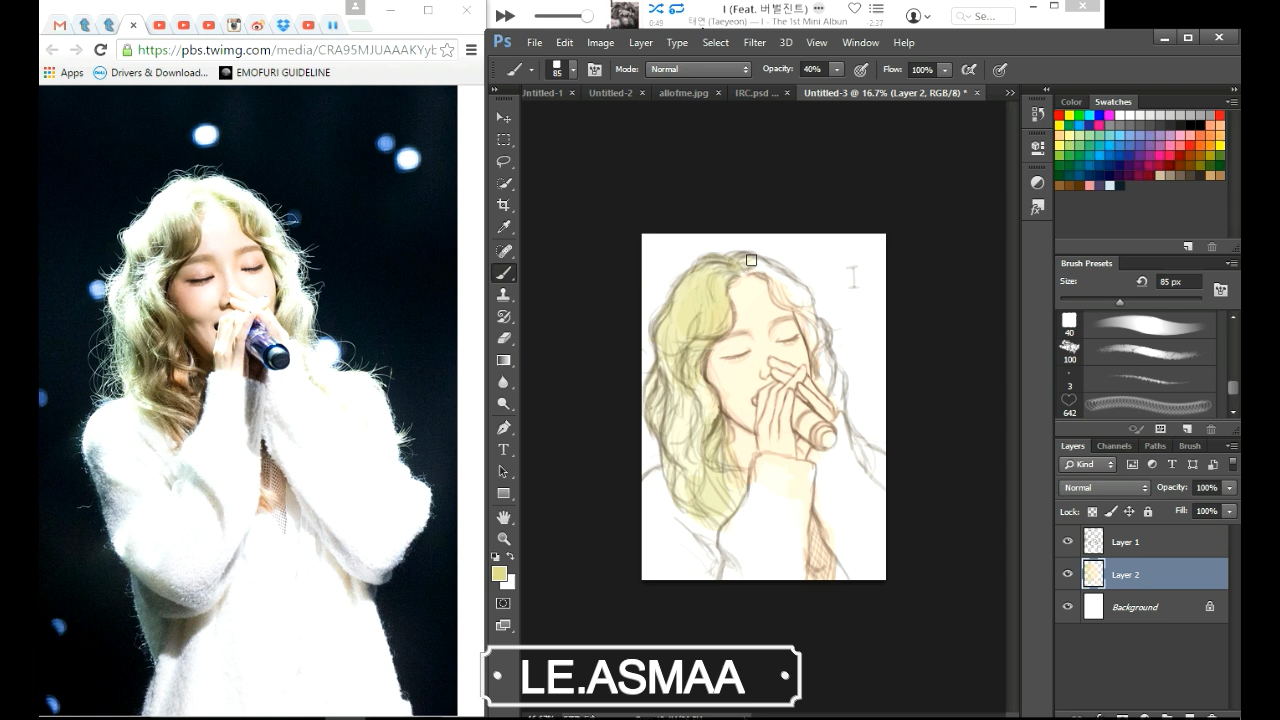 I (Feat. 버벌진트)
0:49
태연 (Taeyeon) — I - The 1st Mini Albun
2:27
Se...
https://pbs.twimg.com/media/CRA95MJUAAAKYyE
Apps
Drivers & Download...
EMOFURI GUIDELINE
Ps File Edit Image Layer Type Select Filter 3D View Window Help
85 Mode: Normal Opacity: 40% Flow: 100%
Untitled-1 × Untitled-2 × allofme.jpg × IRC.psd ... × Untitled-3 @ 16.7% (Layer 2, RGB/8) * ×
Color Swatches
Brush Presets
Size: 85 px
40
100
3
642
Layers Channels Paths Brush
Kind
Normal Opacity: 100%
Lock: Fill: 100%
Layer 1
Layer 2
Background
I
T
LE.ASMAA